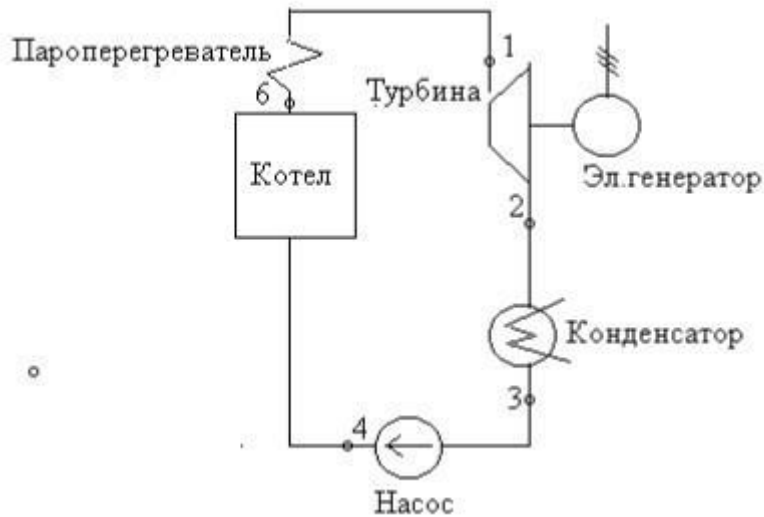 1
Пароперегреватель
6
Турбина
Котел
Эл.генератор
2
Конденсатор
3
4
Насос